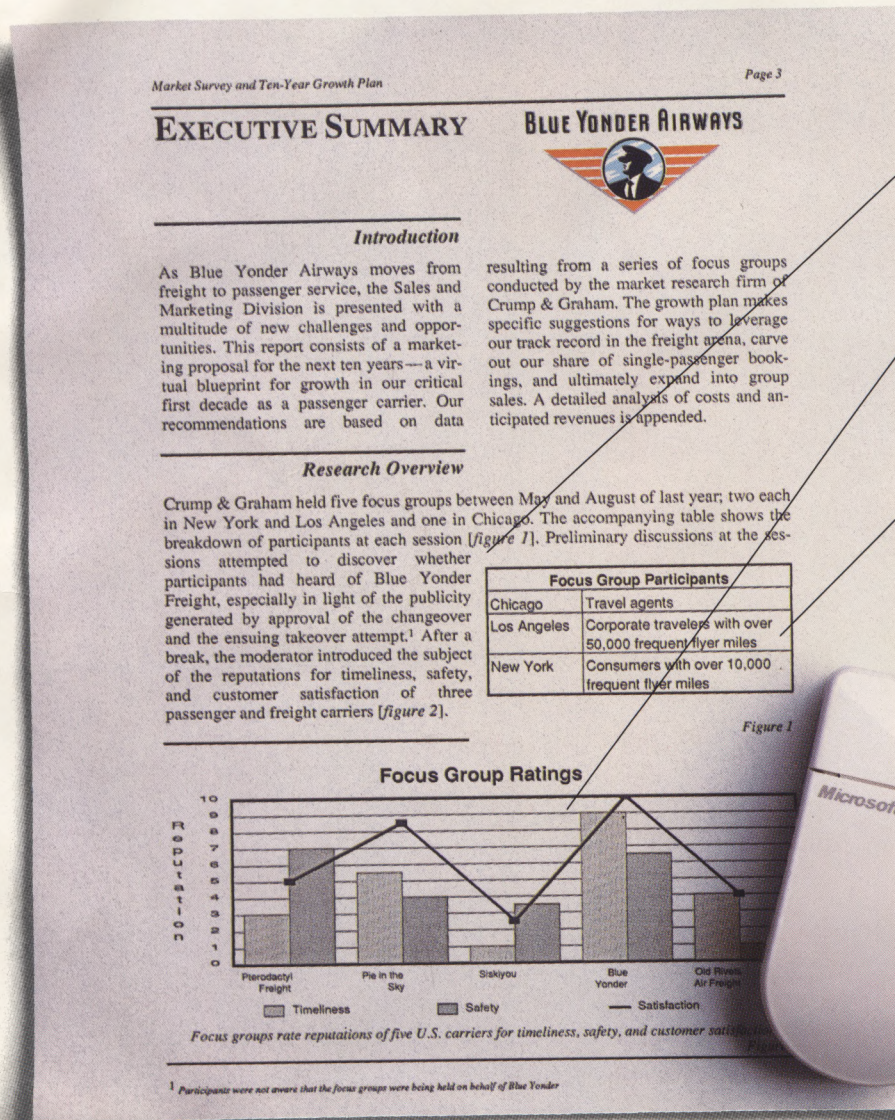 Market Survey and Ten-Year Growth Plan
Page 3
EXECUTIVE SUMMARY
BLUE YONDER AIRWAYS
Introduction
As Blue Yonder Airways moves from
freight to passenger service, the Sales and
Marketing Division is presented with a
multitude of new challenges and oppor-
tunities. This report consists of a market-
ing proposal for the next ten years—a vir-
tual blueprint for growth in our critical
first decade as a passenger carrier. Our
recommendations are based on data
resulting from a series of focus groups
conducted by the market research firm of
Crump & Graham. The growth plan makes
specific suggestions for ways to leverage
our track record in the freight arena, carve
out our share of single-passenger book-
ings, and ultimately expand into group
sales. A detailed analysis of costs and an-
ticipated revenues is appended.
Research Overview
Crump & Graham held five focus groups between May and August of last year; two each
in New York and Los Angeles and one in Chicago. The accompanying table shows the
breakdown of participants at each session [figure 1]. Preliminary discussions at the ses-
sions attempted to discover whether
participants had heard of Blue Yonder
Freight, especially in light of the publicity
generated by approval of the changeover
and the ensuing takeover attempt.¹ After a
break, the moderator introduced the subject
of the reputations for timeliness, safety,
and customer satisfaction of three
passenger and freight carriers [figure 2].
Focus Group Participants
Chicago Travel agents
Los Angeles Corporate travelers with over
50,000 frequent flyer miles
New York Consumers with over 10,000
frequent flyer miles
Figure 1
Focus Group Ratings
Reputation
10
9
8
7
6
5
4
3
2
1
0
Pterodactyl
Freight
Pie in the
Sky
Siskiyou
Blue
Yonder
Old Rivers
Air Freight
Timeliness
Safety
Satisfaction
Focus groups rate reputations of five U.S. carriers for timeliness, safety, and customer
¹ Participants were not aware that the focus groups were being held on behalf of Blue Yonder
Microsoft